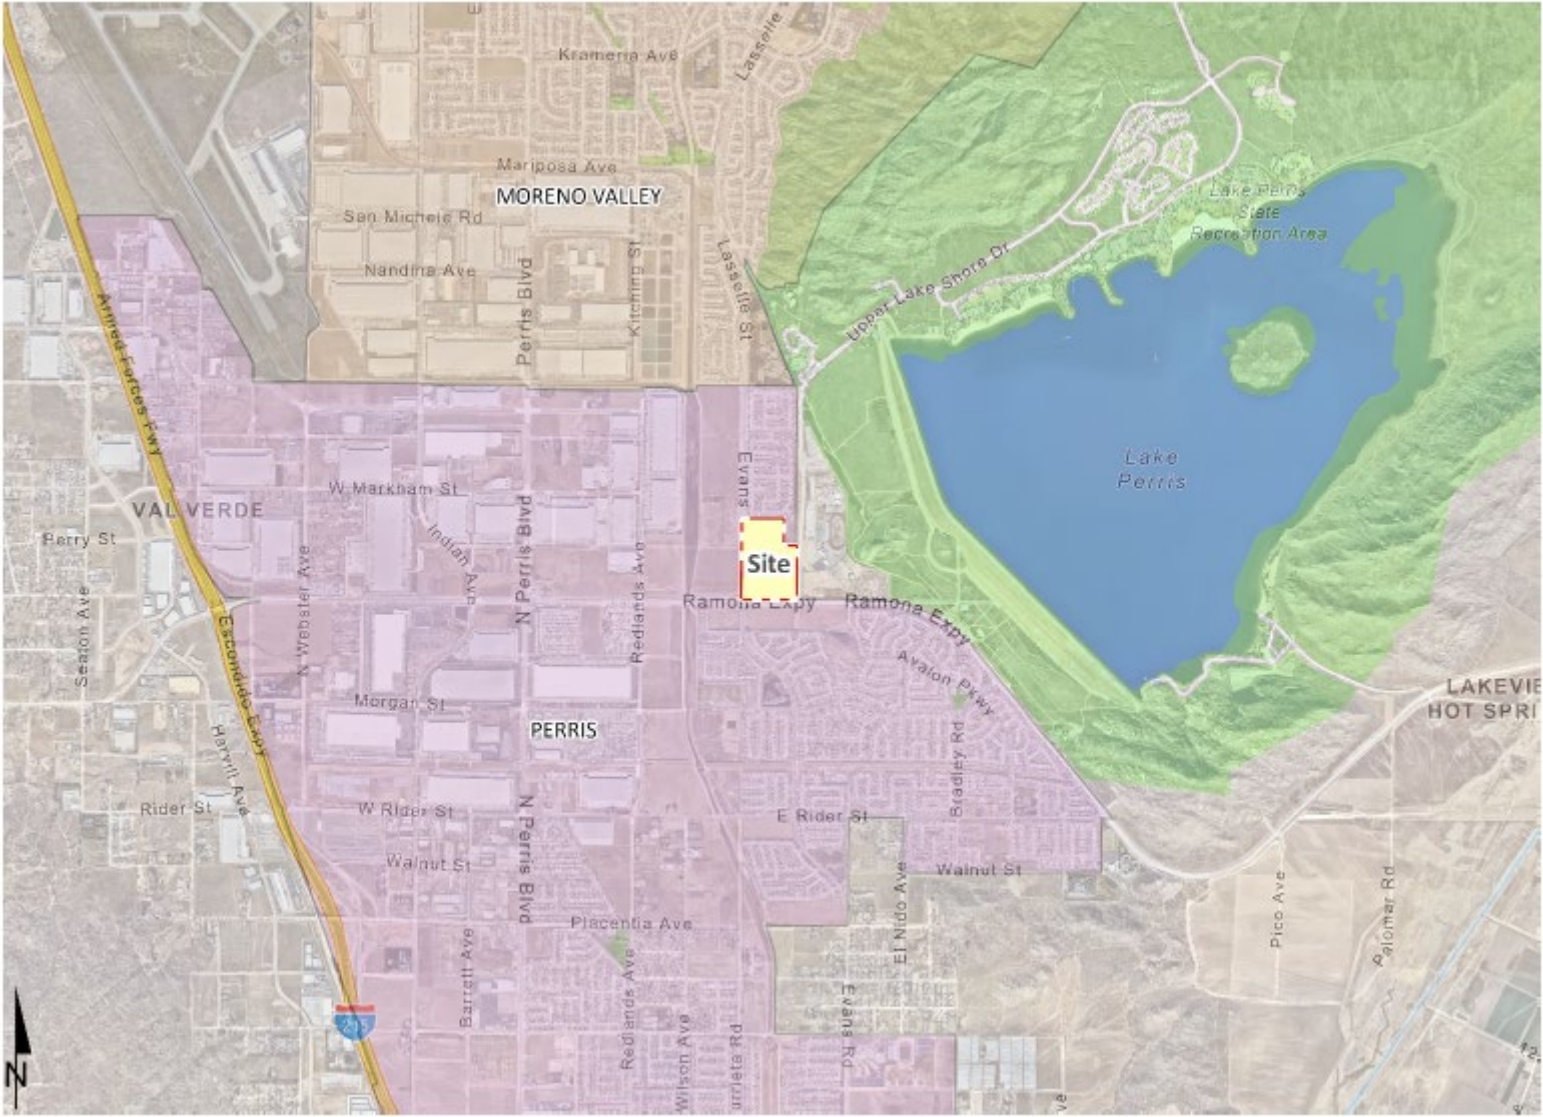 Krameria Ave
Lasselle
Mariposa Ave
MORENO VALLEY
San Michele Rd
Nandina Ave
Perris Blvd
Kitching St
Lasselle St
Upper Lake Shore Dr
Lake Perris
State
Recreation Area
Armed Forces Fwy
Lake
Perris
Evans
W Markham St
VAL VERDE
Perry St
Indian Ave
N Perris Blvd
Redlands Ave
Site
Ramona Expy
Ramona Expy
Seaton Ave
N Webster Ave
Escondido Expy
Avalon Pkwy
LAKEVIE
HOT SPRI
Morgan St
PERRIS
Harvill Ave
Bradley Rd
Rider St
W Rider St
E Rider St
N Perris Blvd
Walnut St
Walnut St
Placentia Ave
El Nido Ave
Pico Ave
Palomar Rd
Barrett Ave
Redlands Ave
Evans Rd
Wilson Ave
urrieta Rd
ve
N